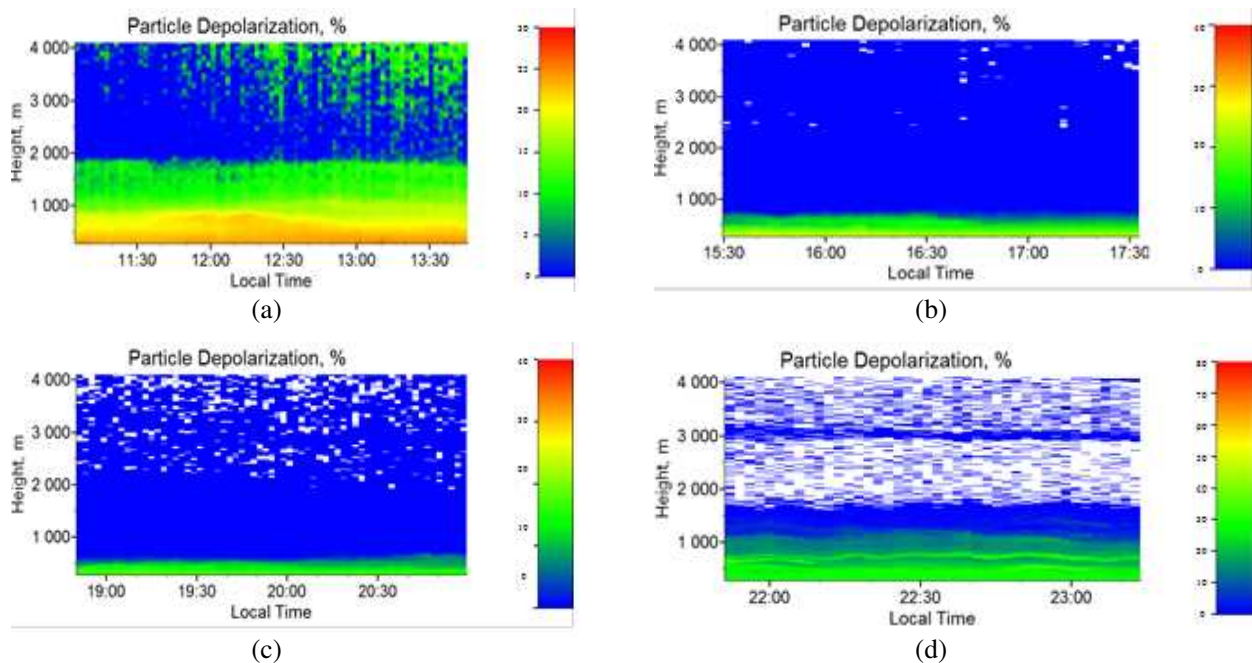 Particle Depolarization, %
4 000
3 000
2 000
1 000
Height, m
11:30 12:00 12:30 13:00 13:30
Local Time
(a)
Particle Depolarization, %
4 000
3 000
2 000
1 000
Height, m
15:30 16:00 16:30 17:00 17:30
Local Time
(b)
Particle Depolarization, %
4 000
3 000
2 000
1 000
Height, m
19:00 19:30 20:00 20:30
Local Time
(c)
Particle Depolarization, %
4 000
3 000
2 000
1 000
Height, m
22:00 22:30 23:00
Local Time
(d)